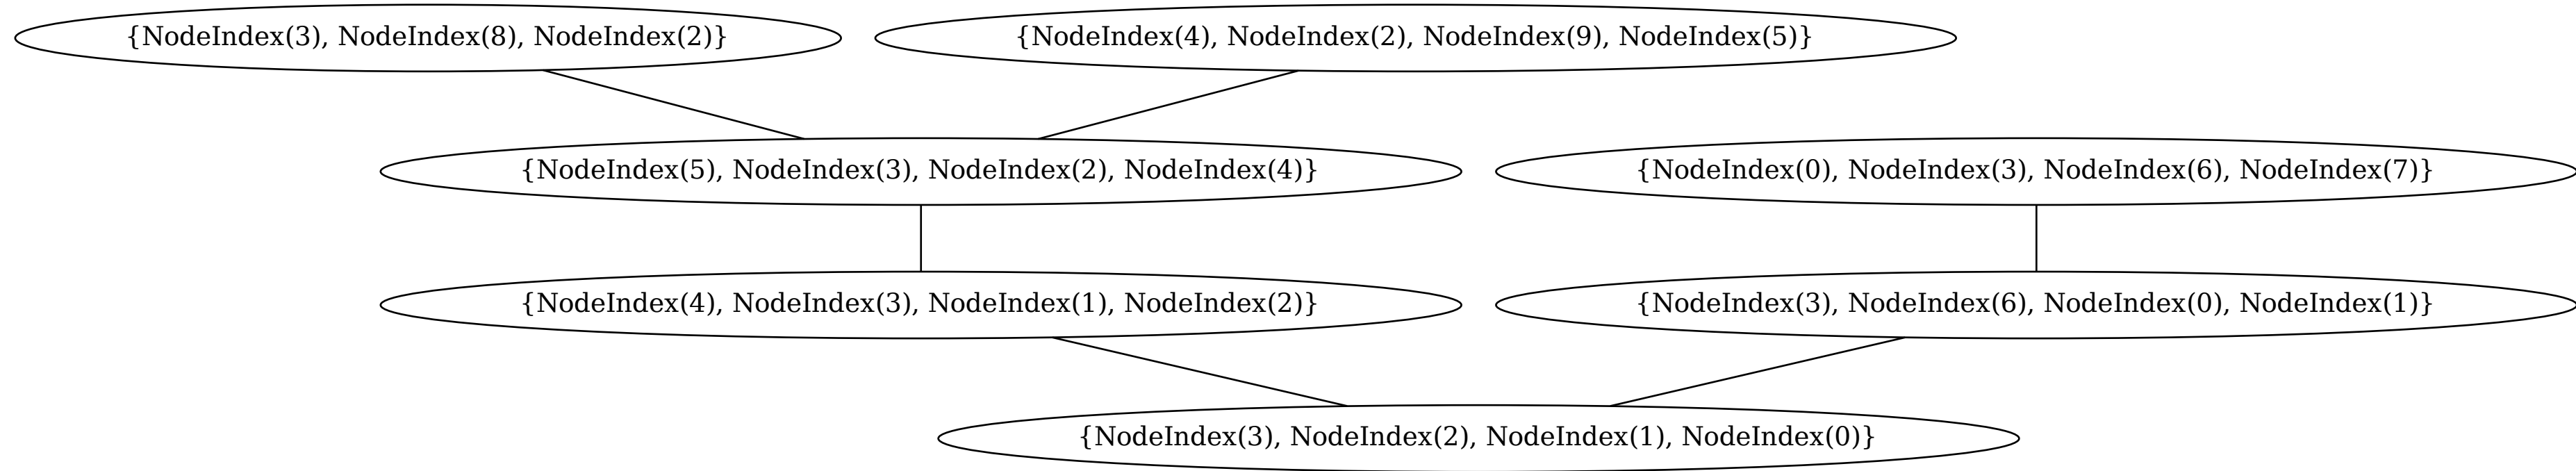 {NodeIndex(3), NodeIndex(8), NodeIndex(2)}
{NodeIndex(4), NodeIndex(2), NodeIndex(9), NodeIndex(5)}
{NodeIndex(5), NodeIndex(3), NodeIndex(2), NodeIndex(4)}
{NodeIndex(0), NodeIndex(3), NodeIndex(6), NodeIndex(7)}
{NodeIndex(4), NodeIndex(3), NodeIndex(1), NodeIndex(2)}
{NodeIndex(3), NodeIndex(6), NodeIndex(0), NodeIndex(1)}
{NodeIndex(3), NodeIndex(2), NodeIndex(1), NodeIndex(0)}